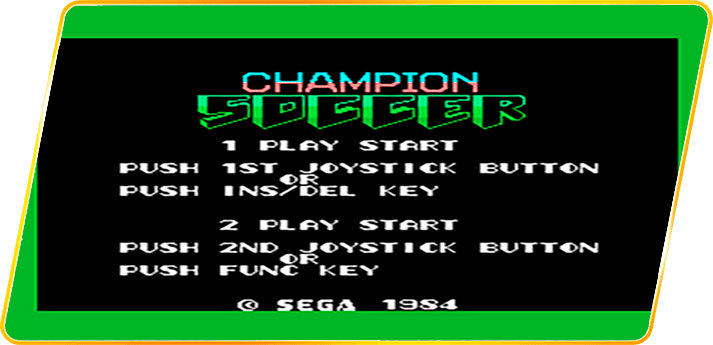 CHAMPION
SOCCER
1 PLAY START
PUSH 1ST JOYSTICK BUTTON
OR
PUSH INS/DEL KEY
2 PLAY START
PUSH 2ND JOYSTICK BUTTON
OR
PUSH FUNC KEY
© SEGA 1984